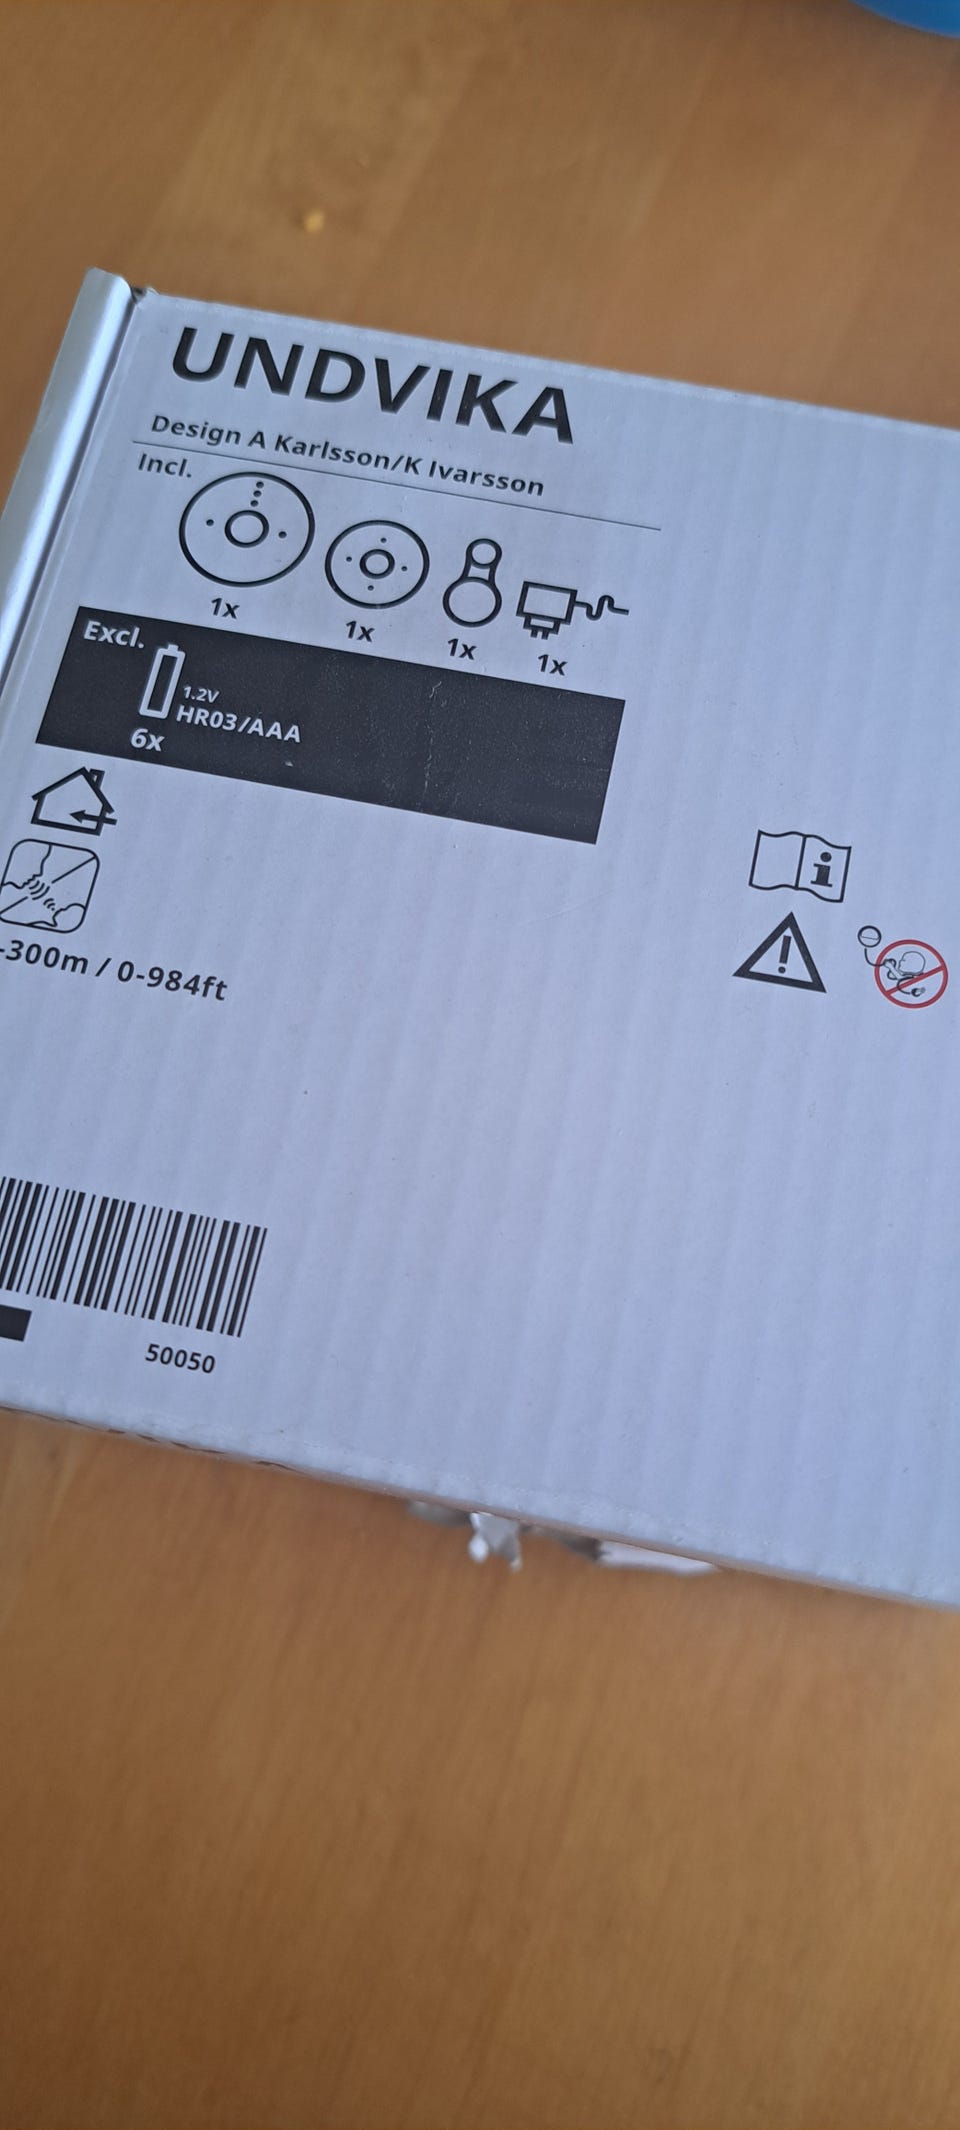 UNDVIKA
Design A Karlsson/K Ivarsson
Incl.
1x
1x
1x
1x
Excl.
1.2V
HR03/AAA
6x
-300m / 0-984ft
50050